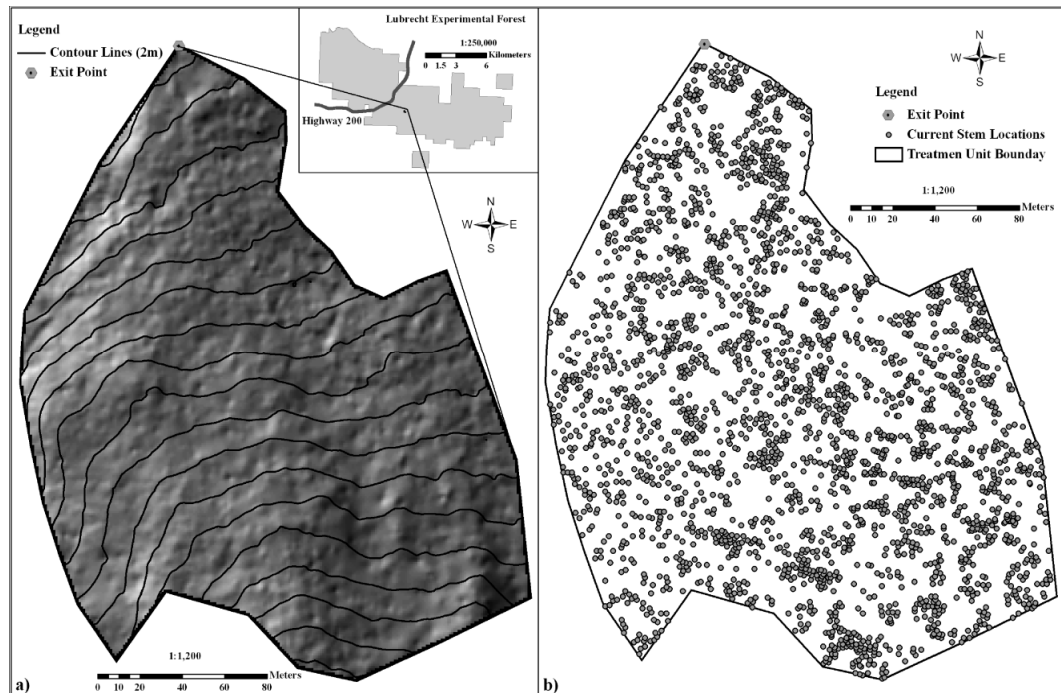 Legend
Contour Lines (2m)
Exit Point
Lubrecht Experimental Forest
1:250,000
Kilometers
0 1.5 3 6
Highway 200
N
W E
S
1:1,200
Meters
0 10 20 40 60 80
a)
N
W E
S
Legend
Exit Point
Current Stem Locations
Treatmen Unit Bounday
1:1,200
Meters
0 10 20 40 60 80
b)